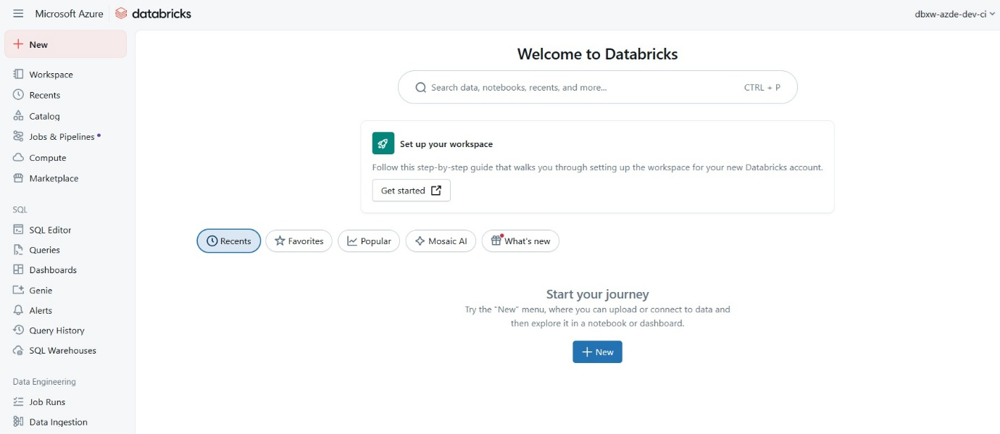 Microsoft Azure databricks dbxw-azde-dev-ci
New
Workspace
Recents
Catalog
Jobs & Pipelines
Compute
Marketplace
SQL
SQL Editor
Queries
Dashboards
Genie
Alerts
Query History
SQL Warehouses
Data Engineering
Job Runs
Data Ingestion
Welcome to Databricks
Search data, notebooks, recents, and more... CTRL + P
Set up your workspace
Follow this step-by-step guide that walks you through setting up the workspace for your new Databricks account.
Get started
Recents Favorites Popular Mosaic AI What's new
Start your journey
Try the "New" menu, where you can upload or connect to data and
then explore it in a notebook or dashboard.
New